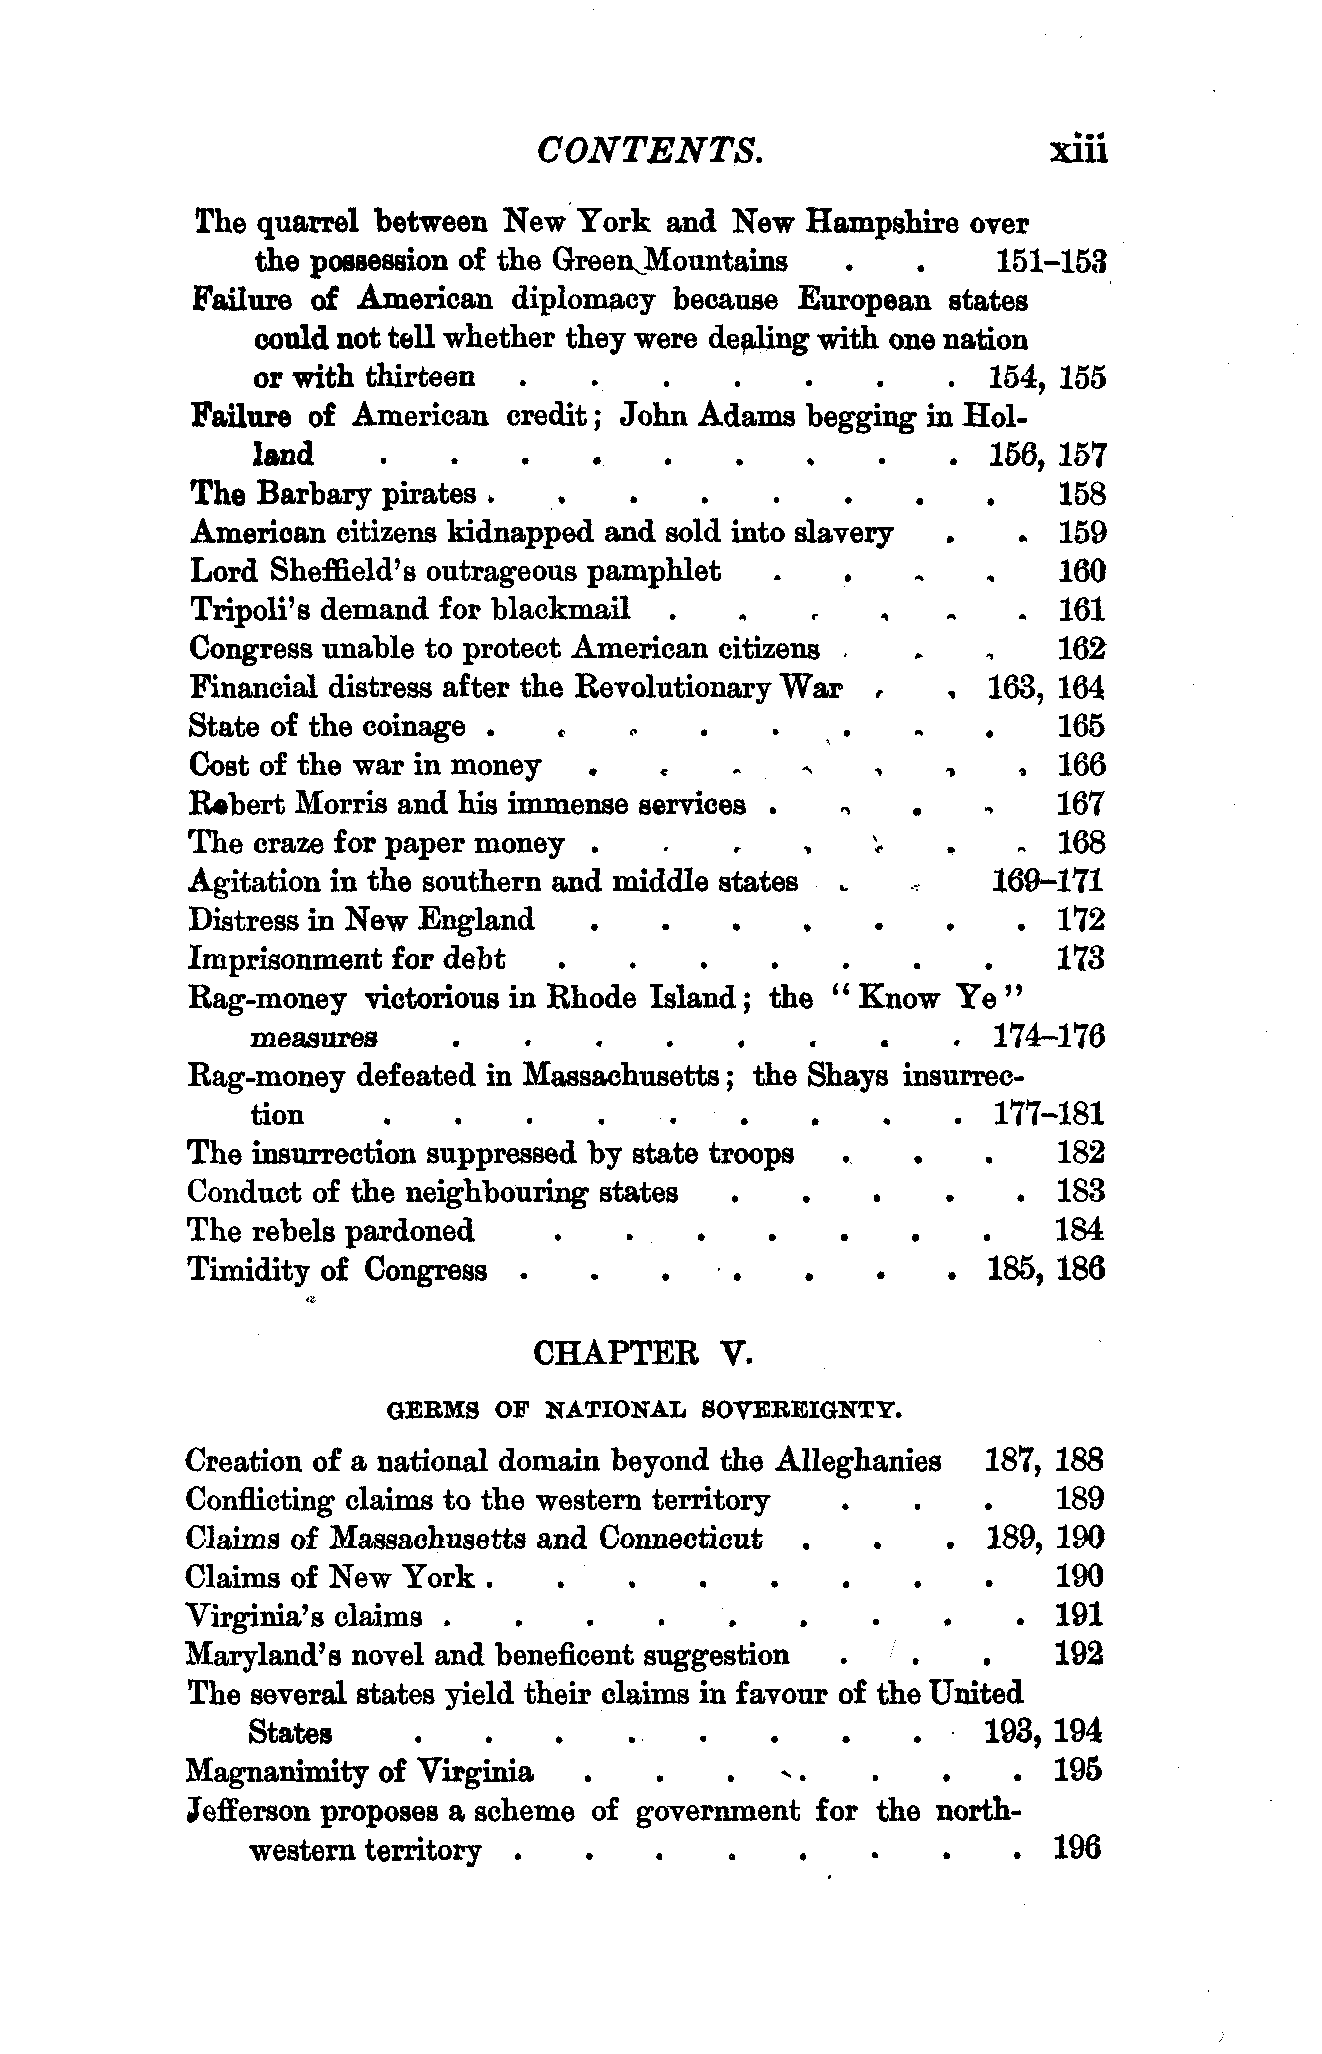 CONTENTS. xiii
The quarrel between New York and New Hampshire over
the possession of the Green Mountains . . 151–153
Failure of American diplomacy because European states
could not tell whether they were dealing with one nation
or with thirteen . . . . . . . 154, 155
Failure of American credit; John Adams begging in Hol-
land . . . . . . . . . 156, 157
The Barbary pirates . . . . . . . . 158
American citizens kidnapped and sold into slavery . . 159
Lord Sheffield's outrageous pamphlet . . . . 160
Tripoli's demand for blackmail . . . . . . 161
Congress unable to protect American citizens . . . 162
Financial distress after the Revolutionary War . . 163, 164
State of the coinage . . . . . . . . 165
Cost of the war in money . . . . . . . 166
Robert Morris and his immense services . . . . 167
The craze for paper money . . . . . . . 168
Agitation in the southern and middle states . . 169–171
Distress in New England . . . . . . . 172
Imprisonment for debt . . . . . . . 173
Rag-money victorious in Rhode Island; the "Know Ye"
measures . . . . . . . . 174–176
Rag-money defeated in Massachusetts; the Shays insurrec-
tion . . . . . . . . . 177–181
The insurrection suppressed by state troops . . . 182
Conduct of the neighbouring states . . . . . 183
The rebels pardoned . . . . . . . 184
Timidity of Congress . . . . . . . 185, 186
CHAPTER V.
GERMS OF NATIONAL SOVEREIGNTY.
Creation of a national domain beyond the Alleghanies 187, 188
Conflicting claims to the western territory . . . 189
Claims of Massachusetts and Connecticut . . . 189, 190
Claims of New York . . . . . . . . 190
Virginia's claims . . . . . . . . . 191
Maryland's novel and beneficent suggestion . . . 192
The several states yield their claims in favour of the United
States . . . . . . . . 193, 194
Magnanimity of Virginia . . . . . . . 195
Jefferson proposes a scheme of government for the north-
western territory . . . . . . . . 196